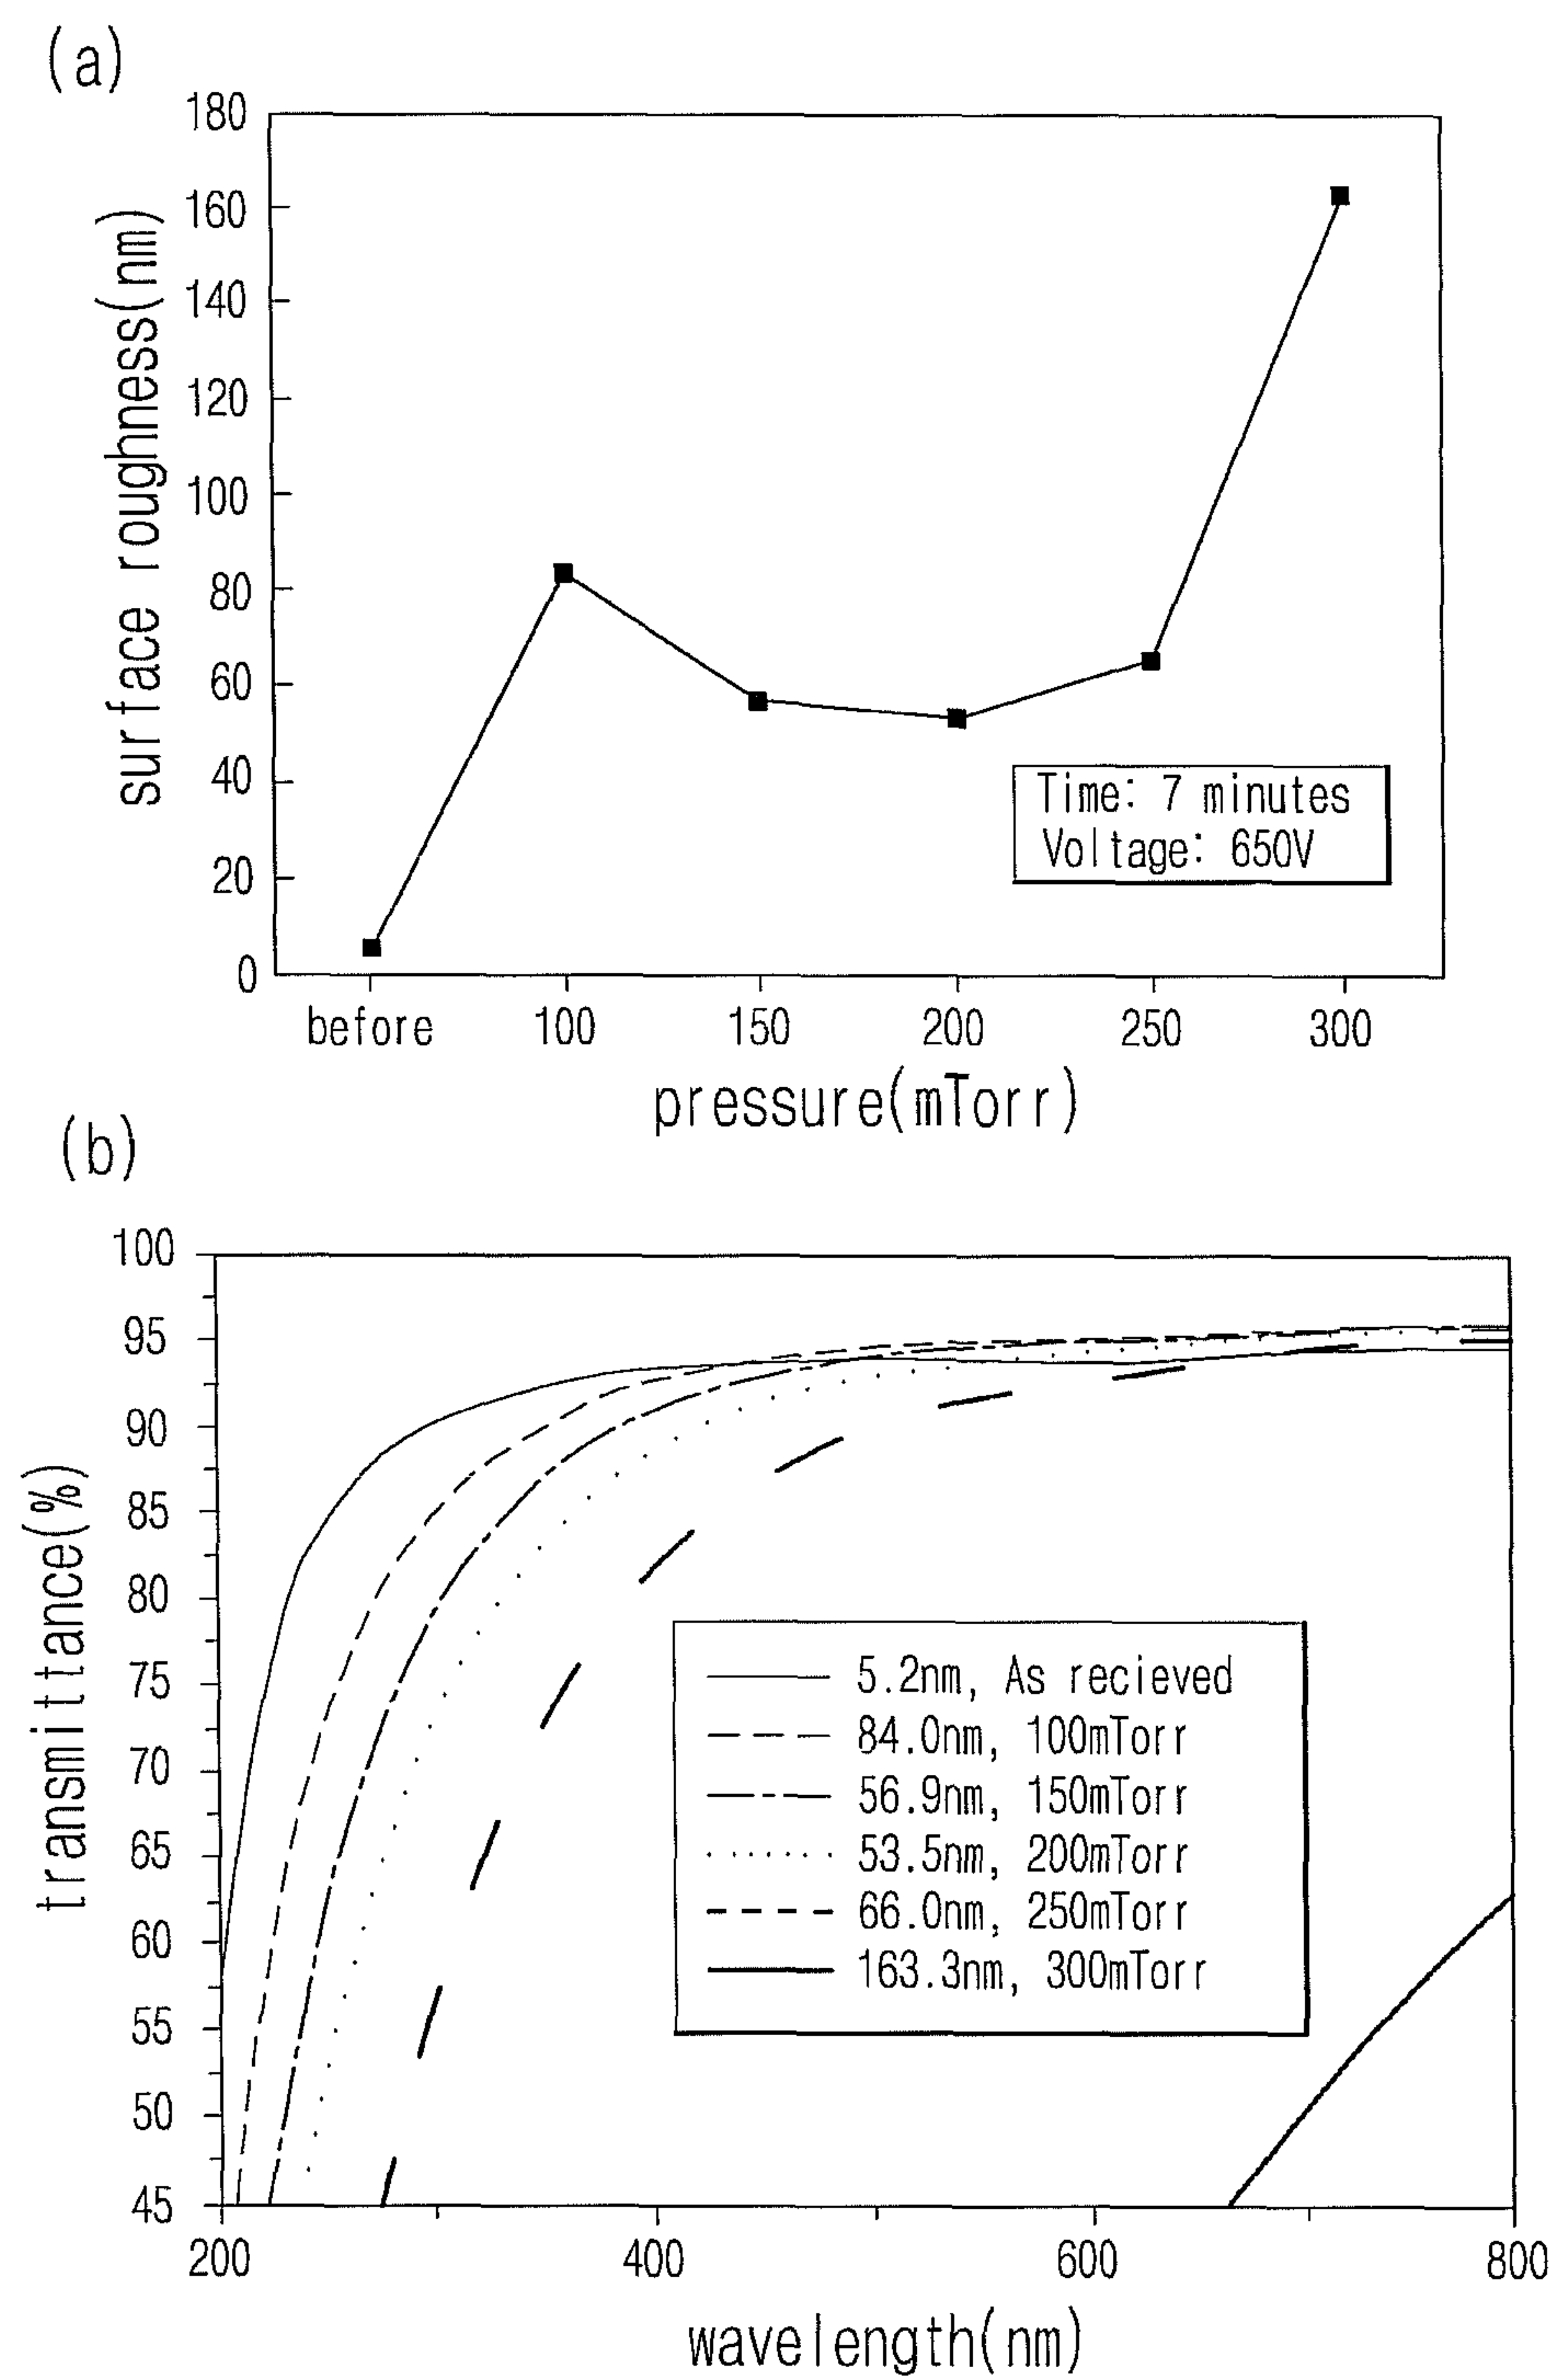 (a)
180
160
140
120
100
80
60
40
20
0
surface roughness(nm)
Time: 7 minutes
Voltage: 650V
before 100 150 200 250 300
pressure(mTorr)
(b)
100
95
90
85
80
75
70
65
60
55
50
45
transmittance(%)
5.2nm, As recieved
84.0nm, 100mTorr
56.9nm, 150mTorr
53.5nm, 200mTorr
66.0nm, 250mTorr
163.3nm, 300mTorr
200 400 600 800
wavelength(nm)